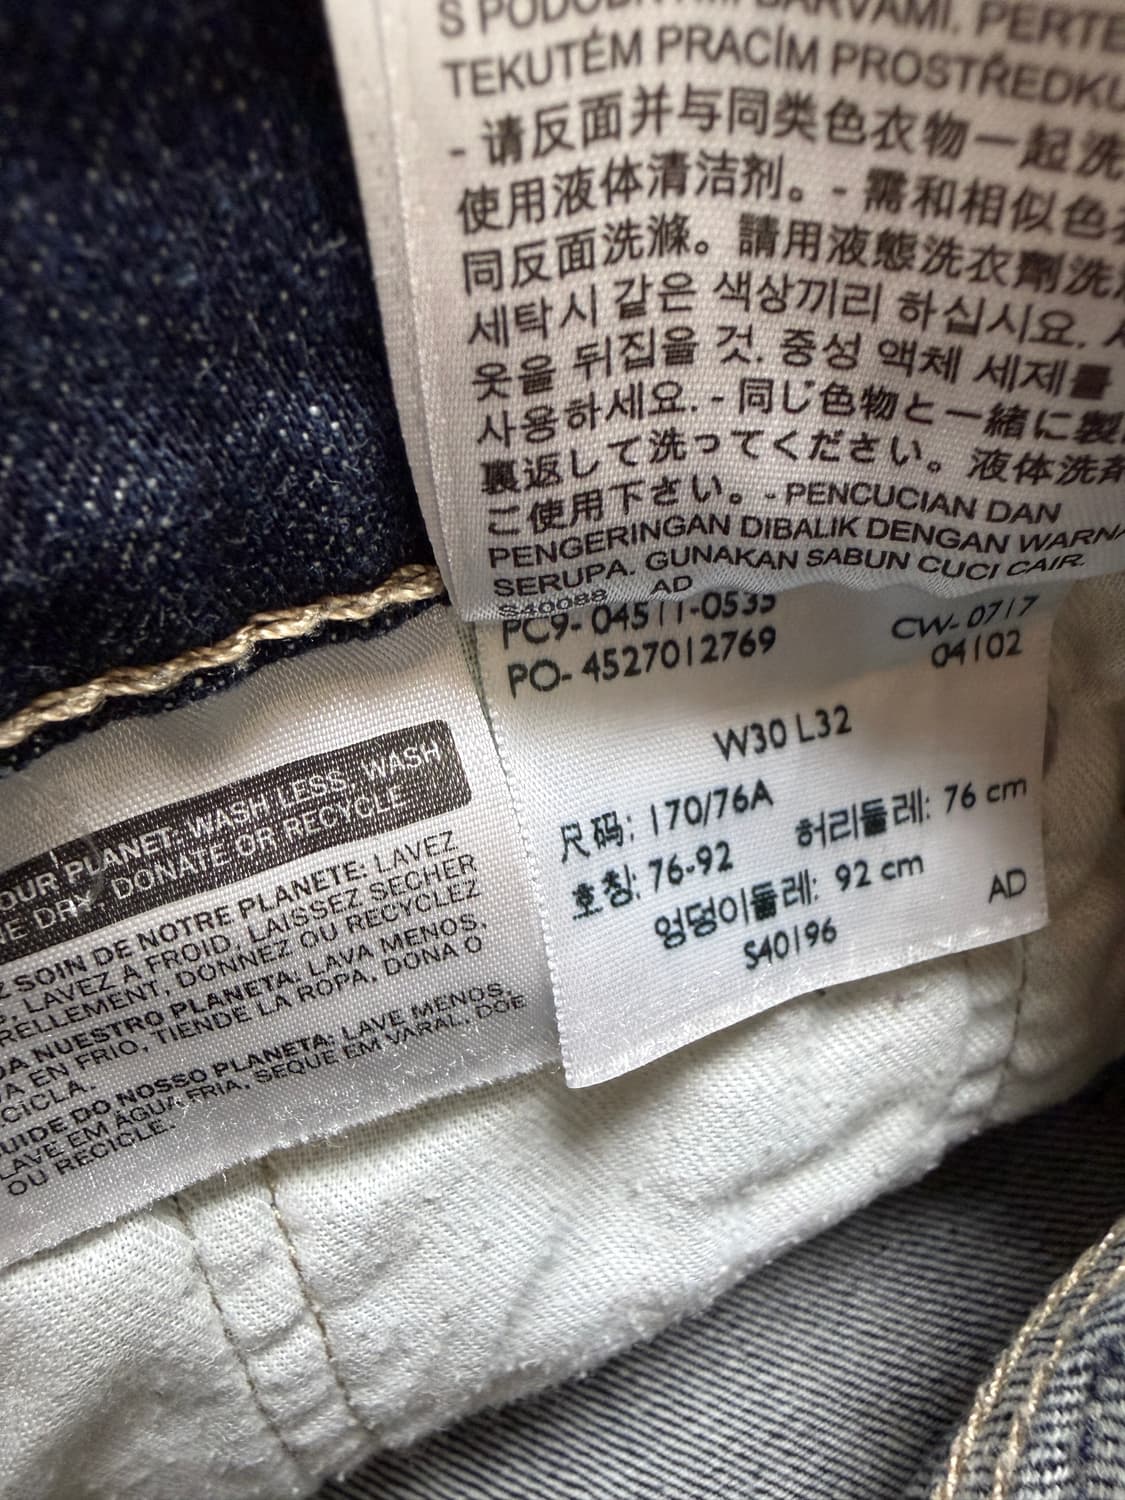 S PODOBNÝMI BARVAMI.
TEKUTÉM PRACÍM PROSTŘEDKU
- 请反面并与同类色衣物一起洗
使用液体清洁剂。- 需和相似色
同反面洗滌。請用液態洗衣劑洗
세탁시 같은 색상끼리 하십시요.
옷을 뒤집을 것. 중성 액체 세제를
사용하세요. - 同じ色物と一緒に
裏返して洗ってください。液体洗剤
ご使用下さい。- PENCUCIAN DAN
PENGERINGAN DIBALIK DENGAN WARNA
SERUPA. GUNAKAN SABUN CUCI CAIR.
S40088 AD
PC9- 04511-0535 CW- 0717
PO- 4527012769 04102
W30 L32
尺码: 170/76A 허리둘레: 76 cm
호칭: 76-92
엉덩이둘레: 92 cm AD
S40196
OUR PLANET: WASH LESS, WASH
NE DRY, DONATE OR RECYCLE
Z SOIN DE NOTRE PLANETE: LAVEZ
S, LAVEZ A FROID, LAISSEZ SECHER
RELLEMENT, DONNEZ OU RECYCLEZ
DA NUESTRO PLANETA: LAVA MENOS,
A EN FRIO, TIENDE LA ROPA, DONA O
CICLA.
UIDE DO NOSSO PLANETA: LAVE MENOS,
LAVE EM AGUA FRIA, SEQUE EM VARAL, DOE
OU RECICLE.